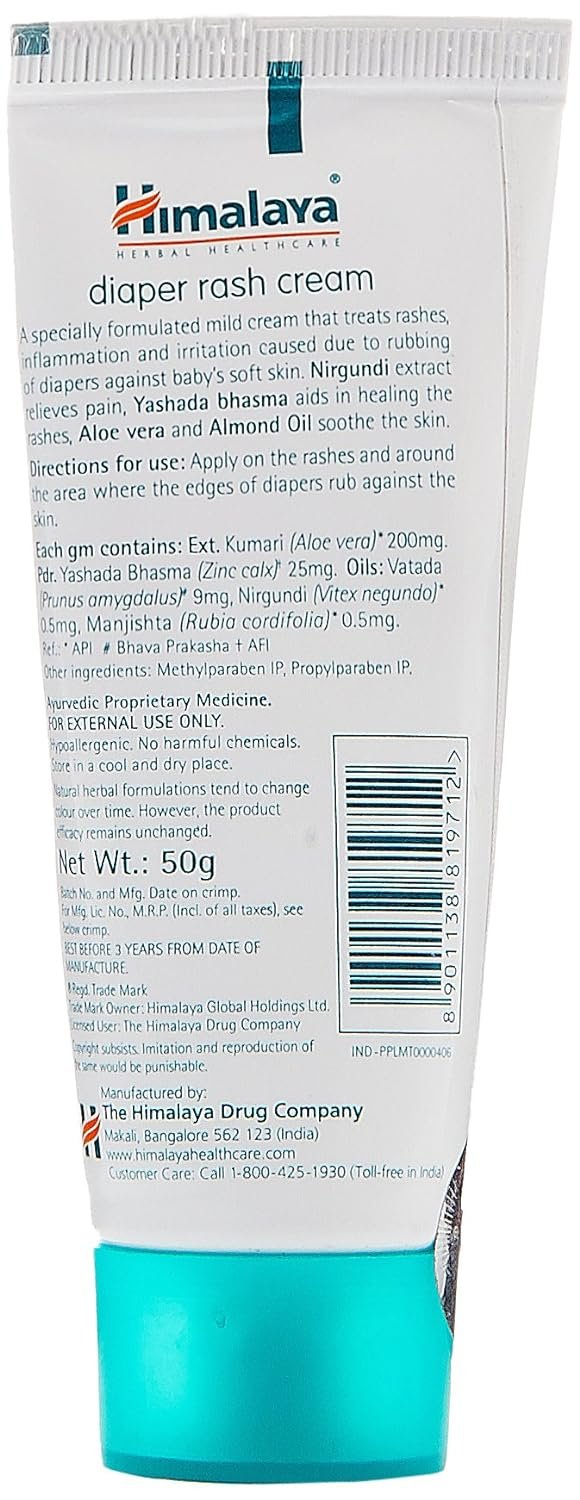 Himalaya®
HERBAL HEALTHCARE
diaper rash cream
A specially formulated mild cream that treats rashes,
inflammation and irritation caused due to rubbing
of diapers against baby's soft skin. Nirgundi extract
relieves pain, Yashada bhasma aids in healing the
rashes, Aloe vera and Almond Oil soothe the skin.
Directions for use: Apply on the rashes and around
the area where the edges of diapers rub against the
skin.
Each gm contains: Ext. Kumari (Aloe vera)* 200mg.
Pdr. Yashada Bhasma (Zinc calx)† 25mg. Oils: Vatada
(Prunus amygdalus)# 9mg, Nirgundi (Vitex negundo)*
0.5mg, Manjishta (Rubia cordifolia)* 0.5mg.
Ref.: * API # Bhava Prakasha † AFI
Other ingredients: Methylparaben IP, Propylparaben IP.
Ayurvedic Proprietary Medicine.
FOR EXTERNAL USE ONLY.
Hypoallergenic. No harmful chemicals.
Store in a cool and dry place.
Natural herbal formulations tend to change
colour over time. However, the product
efficacy remains unchanged.
Net Wt.: 50g
Batch No. and Mfg. Date on crimp.
For Mfg. Lic. No., M.R.P. (Incl. of all taxes), see
below crimp.
BEST BEFORE 3 YEARS FROM DATE OF
MANUFACTURE.
® Regd. Trade Mark
Trade Mark Owner: Himalaya Global Holdings Ltd.
Licensed User: The Himalaya Drug Company
Copyright subsists. Imitation and reproduction of
the same would be punishable.
8 901138 819712 >
IND-PPLMT0000406
Manufactured by:
The Himalaya Drug Company
Makali, Bangalore 562 123 (India)
www.himalayahealthcare.com
Customer Care: Call 1-800-425-1930 (Toll-free in India)